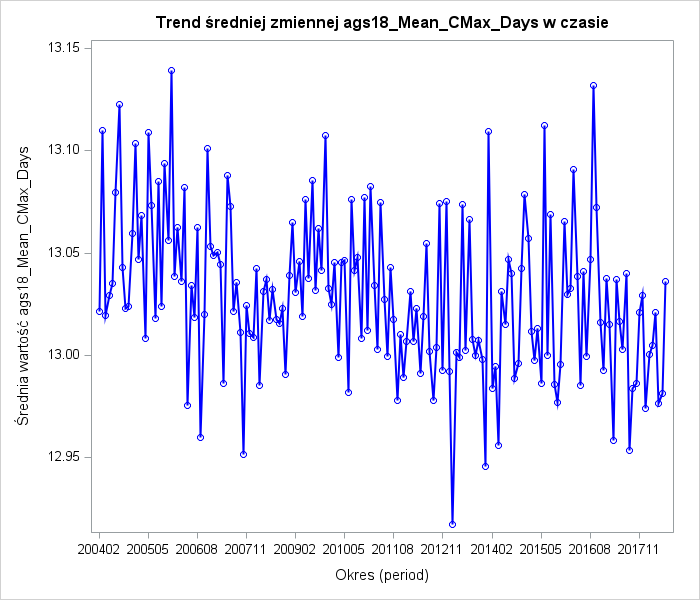 Trend średniej zmiennej ags18_Mean_CMax_Days w czasie
Średnia wartość ags18_Mean_CMax_Days
13.15
13.10
13.05
13.00
12.95
200402 200505 200608 200711 200902 201005 201108 201211 201402 201505 201608 201711
Okres (period)